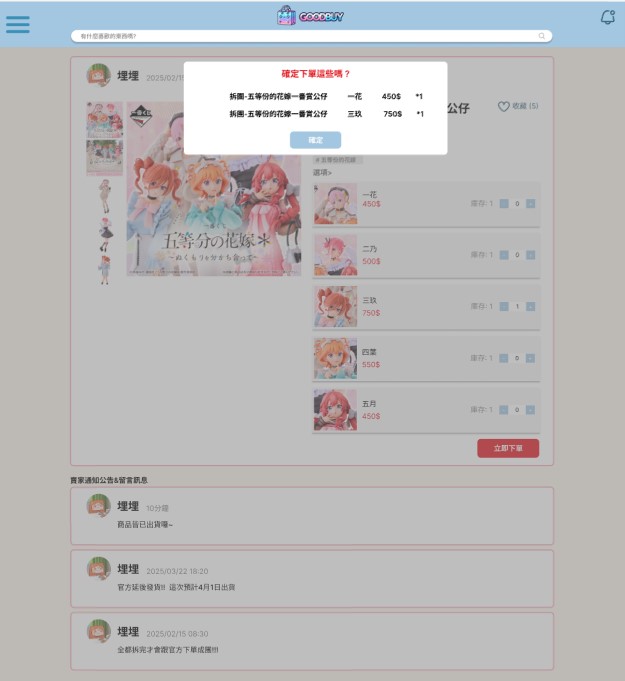 GOODBUY
有什麼喜歡的東西嗎?
埋埋
確定下單這些嗎？
拆團-五等份的花嫁一番賞公仔 一花 450$ *1
拆團-五等份的花嫁一番賞公仔 三玖 750$ *1
確定
公仔
收藏 (5)
# 五等份的花嫁
選項>
五等分の花嫁＊
一花
450$
庫存: 1 - 0 +
二乃
500$
庫存: 1 - 0 +
三玖
750$
庫存: 1 - 1 +
四葉
550$
庫存: 1 - 0 +
五月
450$
庫存: 1 - 0 +
立即下單
賣家通知公告&留言訊息
埋埋 10分鐘
商品皆已出貨囉~
埋埋 2025/03/22 18:20
官方延後發貨!! 這次預計4月1日出貨
埋埋 2025/02/15 08:30
全都拆完才會跟官方下單成團!!!!